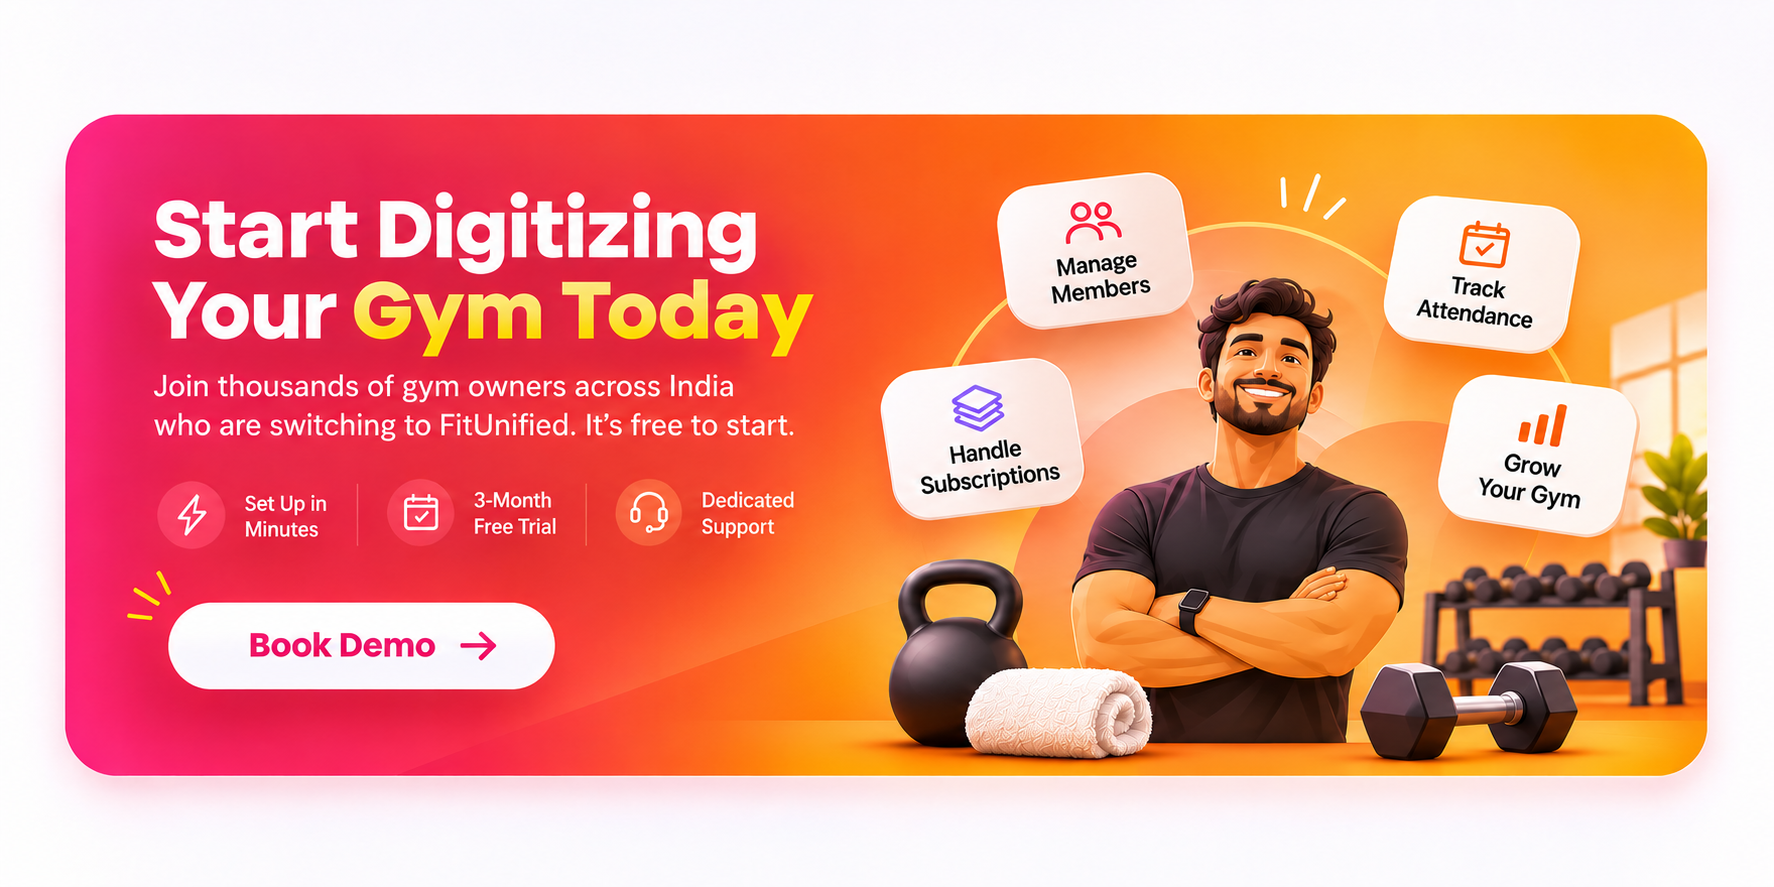 Start Digitizing
Your Gym Today
Join thousands of gym owners across India
who are switching to FitUnified. It’s free to start.
Set Up in
Minutes
3-Month
Free Trial
Dedicated
Support
Book Demo
Manage
Members
Track
Attendance
Handle
Subscriptions
Grow
Your Gym